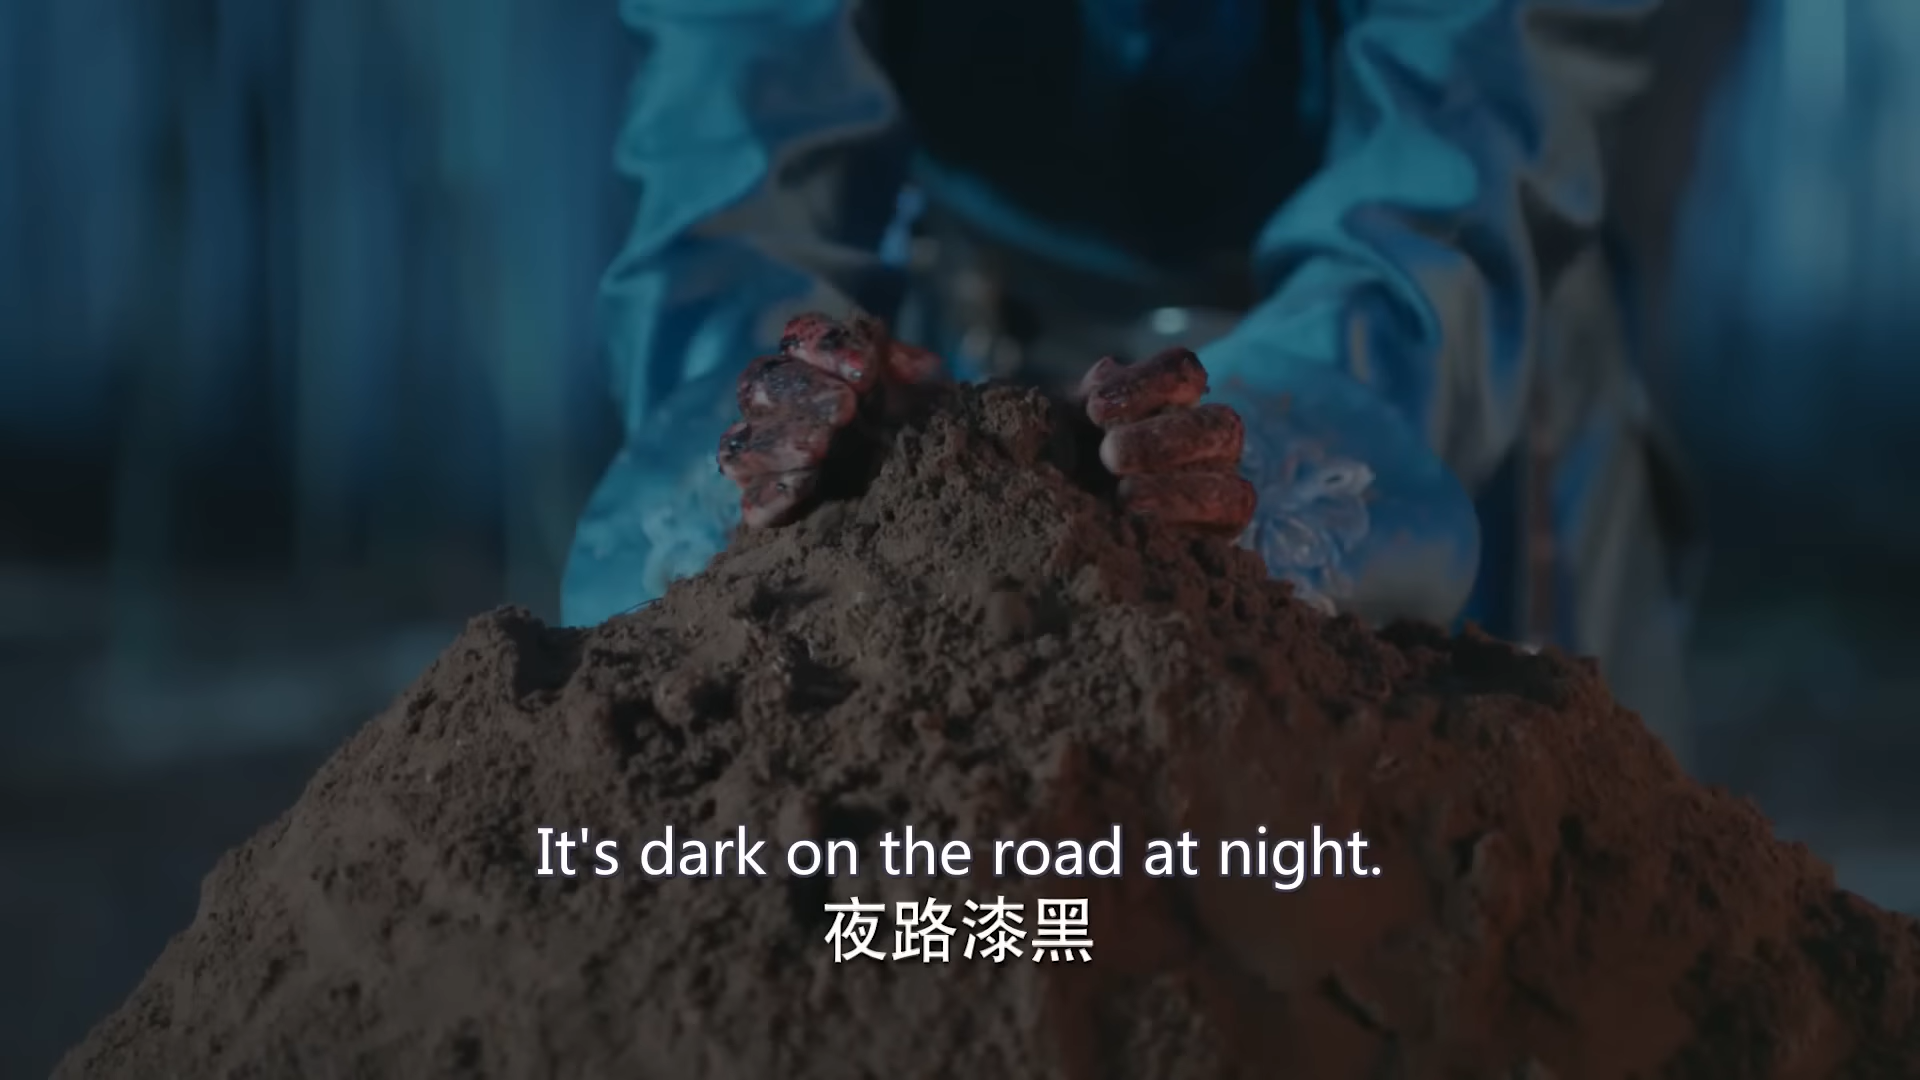 It's dark on the road at night.
夜路漆黑